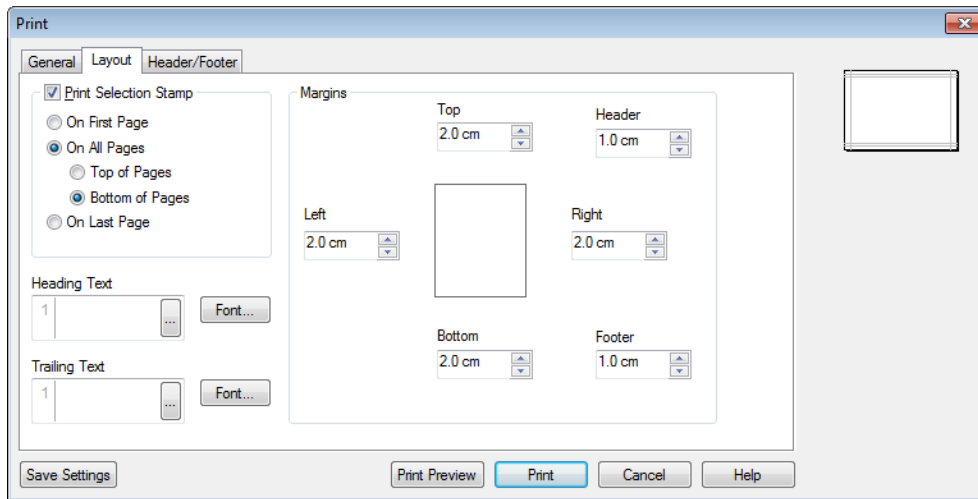 Print
General Layout Header/Footer
Print Selection Stamp
On First Page
On All Pages
Top of Pages
Bottom of Pages
On Last Page
Heading Text
1 ... Font...
Trailing Text
1 ... Font...
Margins
Top
2.0 cm
Header
1.0 cm
Left
2.0 cm
Right
2.0 cm
Bottom
2.0 cm
Footer
1.0 cm
Save Settings Print Preview Print Cancel Help